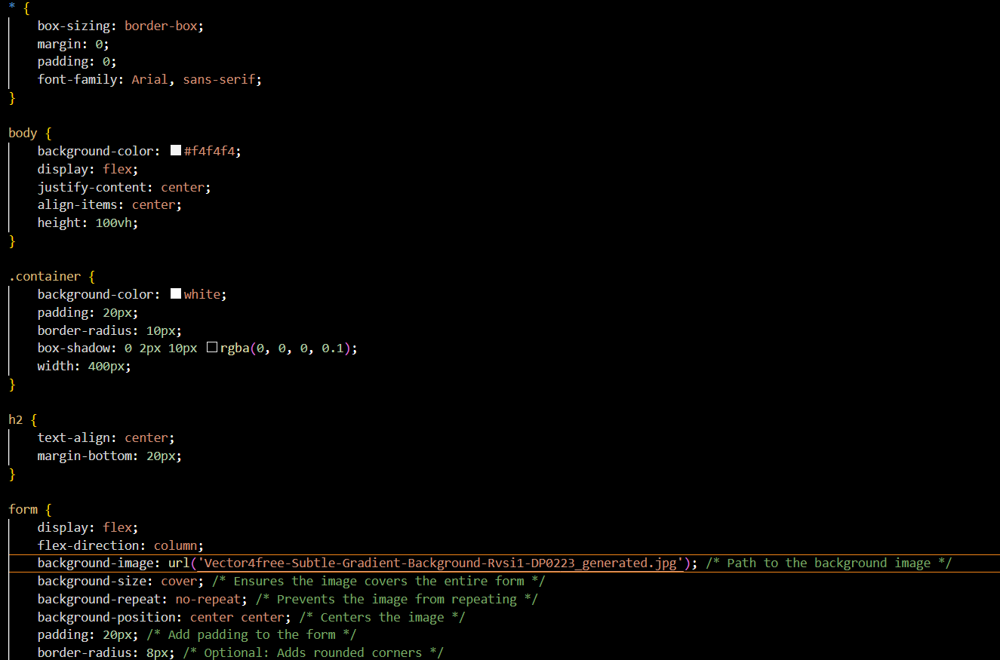 * {
    box-sizing: border-box;
    margin: 0;
    padding: 0;
    font-family: Arial, sans-serif;
}

body {
    background-color: #f4f4f4;
    display: flex;
    justify-content: center;
    align-items: center;
    height: 100vh;
}

.container {
    background-color: white;
    padding: 20px;
    border-radius: 10px;
    box-shadow: 0 2px 10px rgba(0, 0, 0, 0.1);
    width: 400px;
}

h2 {
    text-align: center;
    margin-bottom: 20px;
}

form {
    display: flex;
    flex-direction: column;
    background-image: url('Vector4free-Subtle-Gradient-Background-Rvsi1-DP0223_generated.jpg'); /* Path to the background image */
    background-size: cover; /* Ensures the image covers the entire form */
    background-repeat: no-repeat; /* Prevents the image from repeating */
    background-position: center center; /* Centers the image */
    padding: 20px; /* Add padding to the form */
    border-radius: 8px; /* Optional: Adds rounded corners */